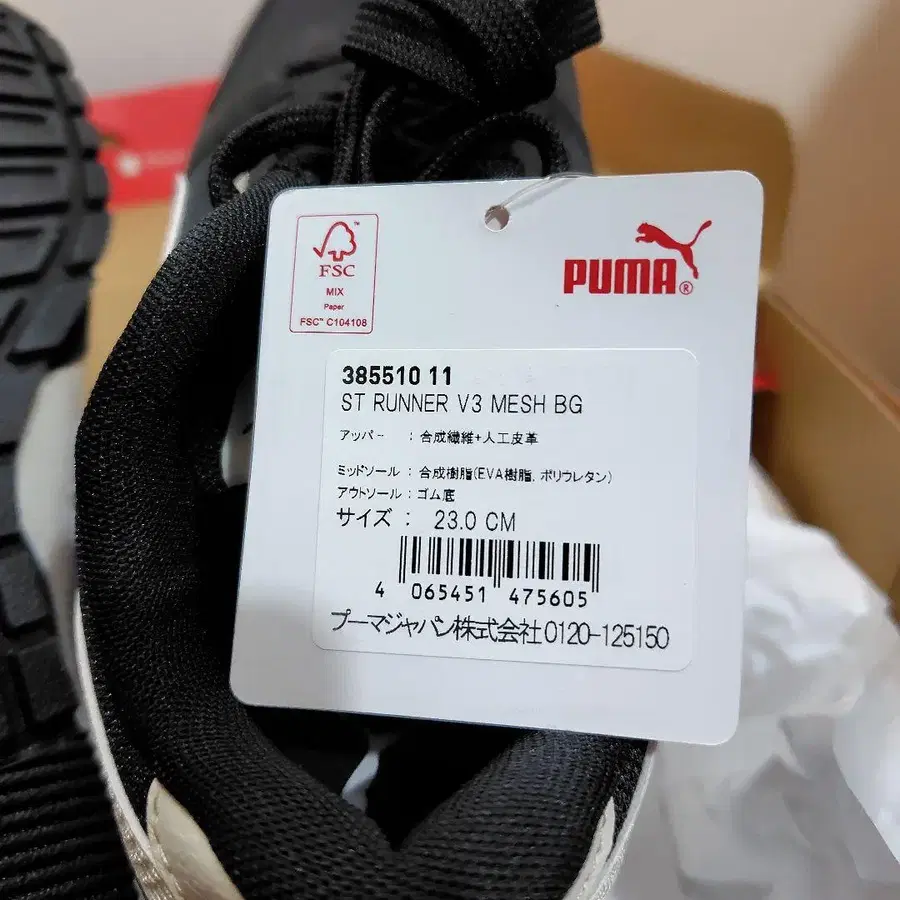 FSC™
MIX
Paper
FSC™ C104108
PUMA®
385510 11
ST RUNNER V3 MESH BG
アッパー : 合成繊維+人工皮革
ミッドソール : 合成樹脂(EVA樹脂, ポリウレタン)
アウトソール : ゴム底
サイズ : 23.0 CM
4 065451 475605
プーマジャパン株式会社0120-125150